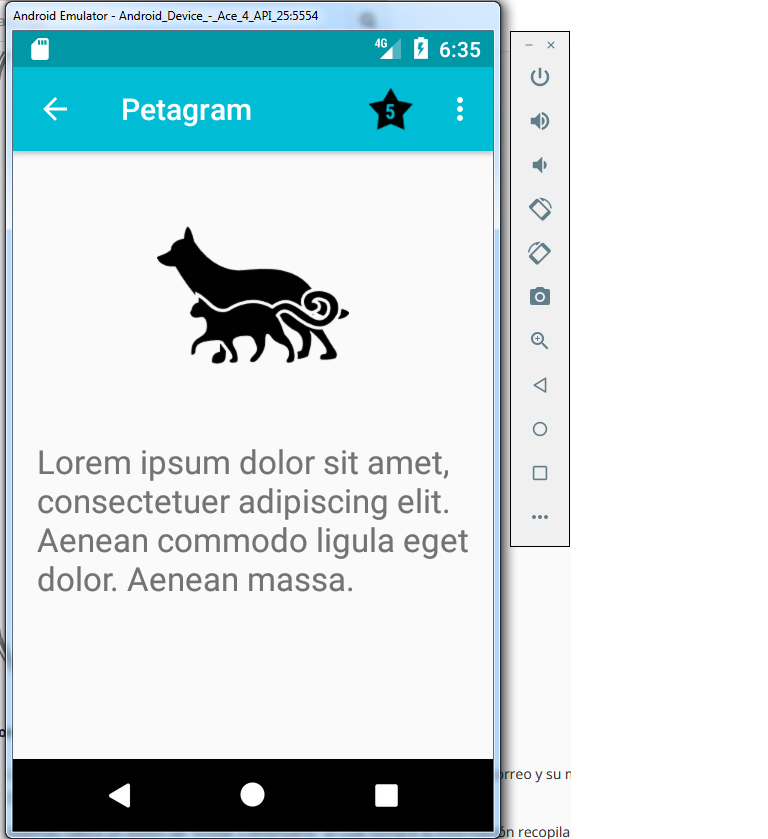 Android Emulator - Android_Device_-_Ace_4_API_25:5554
4G 6:35
Petagram 5
Lorem ipsum dolor sit amet,
consectetuer adipiscing elit.
Aenean commodo ligula eget
dolor. Aenean massa.
orreo y su
ón recopila